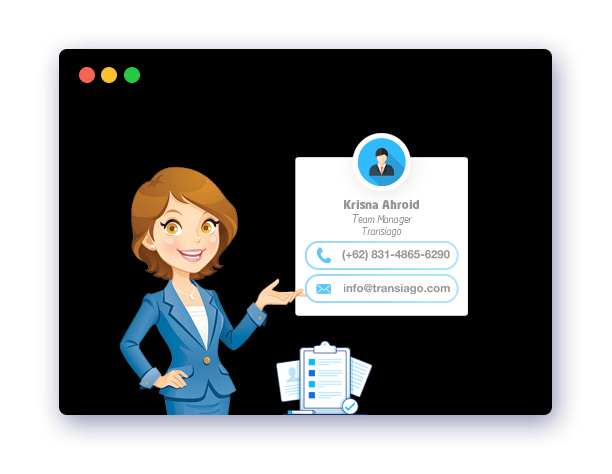 Krisna Ahroid
Team Manager
Transiago
(+62) 831-4865-6290
info@transiago.com